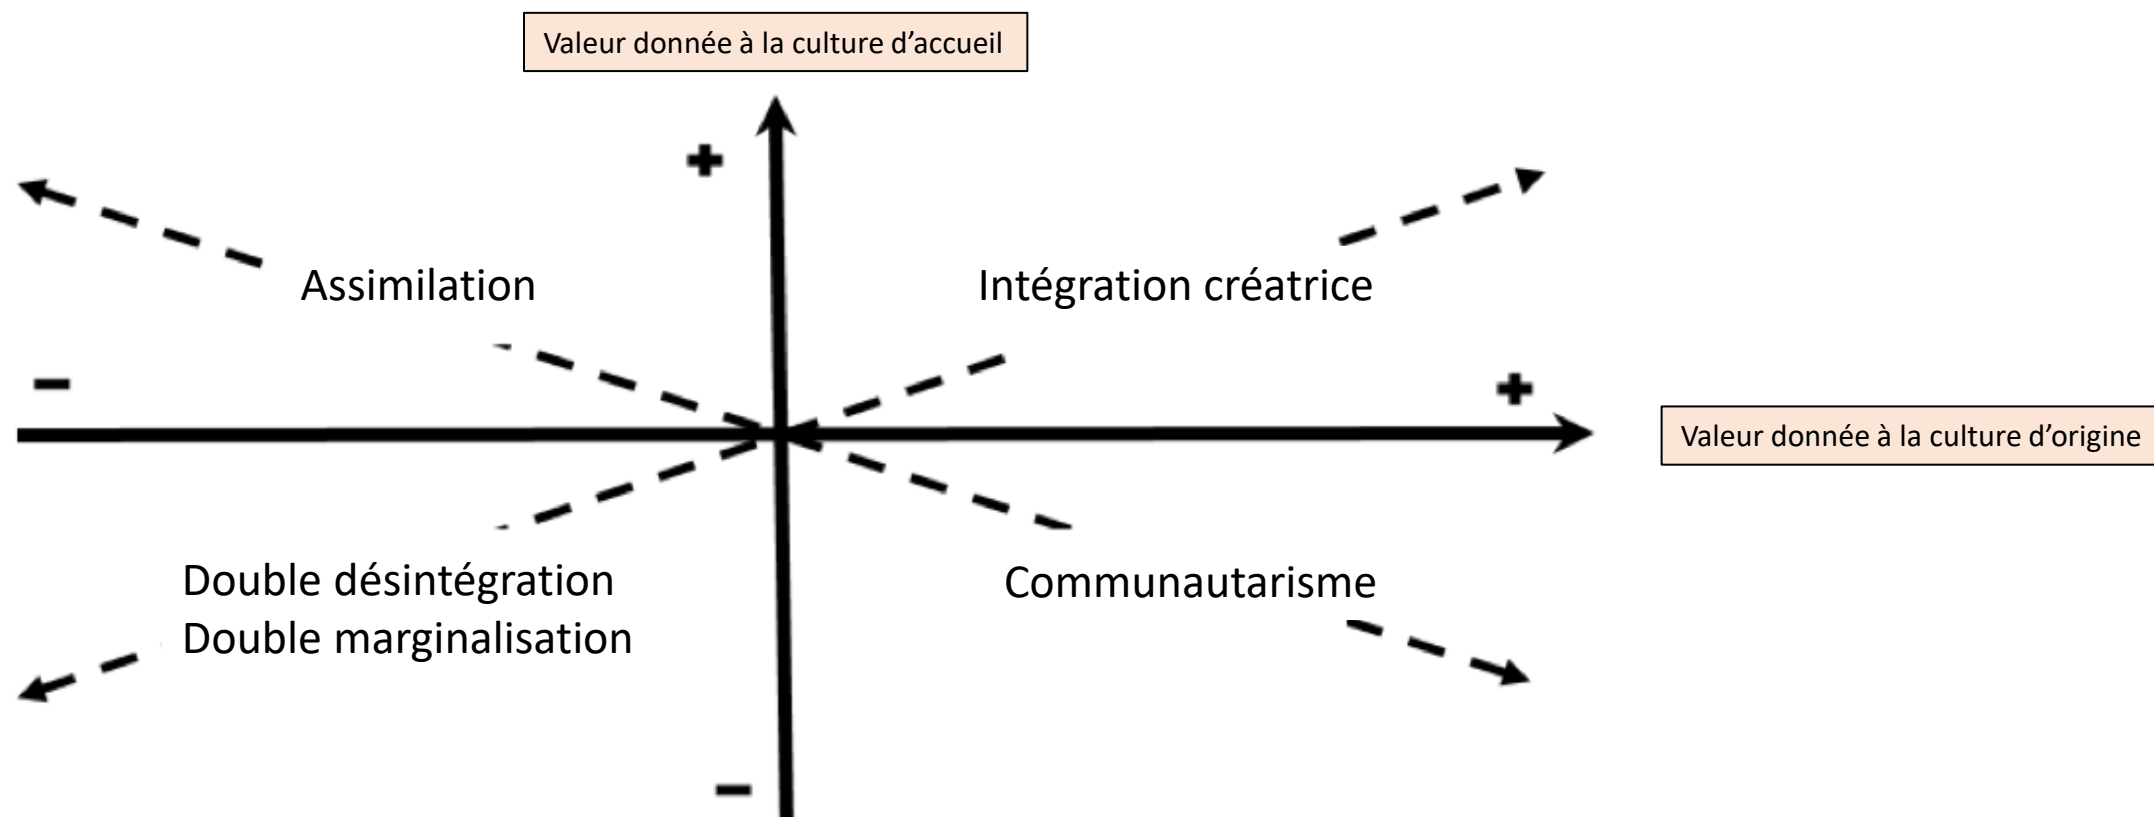 Valeur donnée à la culture d’accueil
+
Assimilation
Intégration créatrice
–
+
Valeur donnée à la culture d’origine
Double désintégration
Double marginalisation
Communautarisme
–